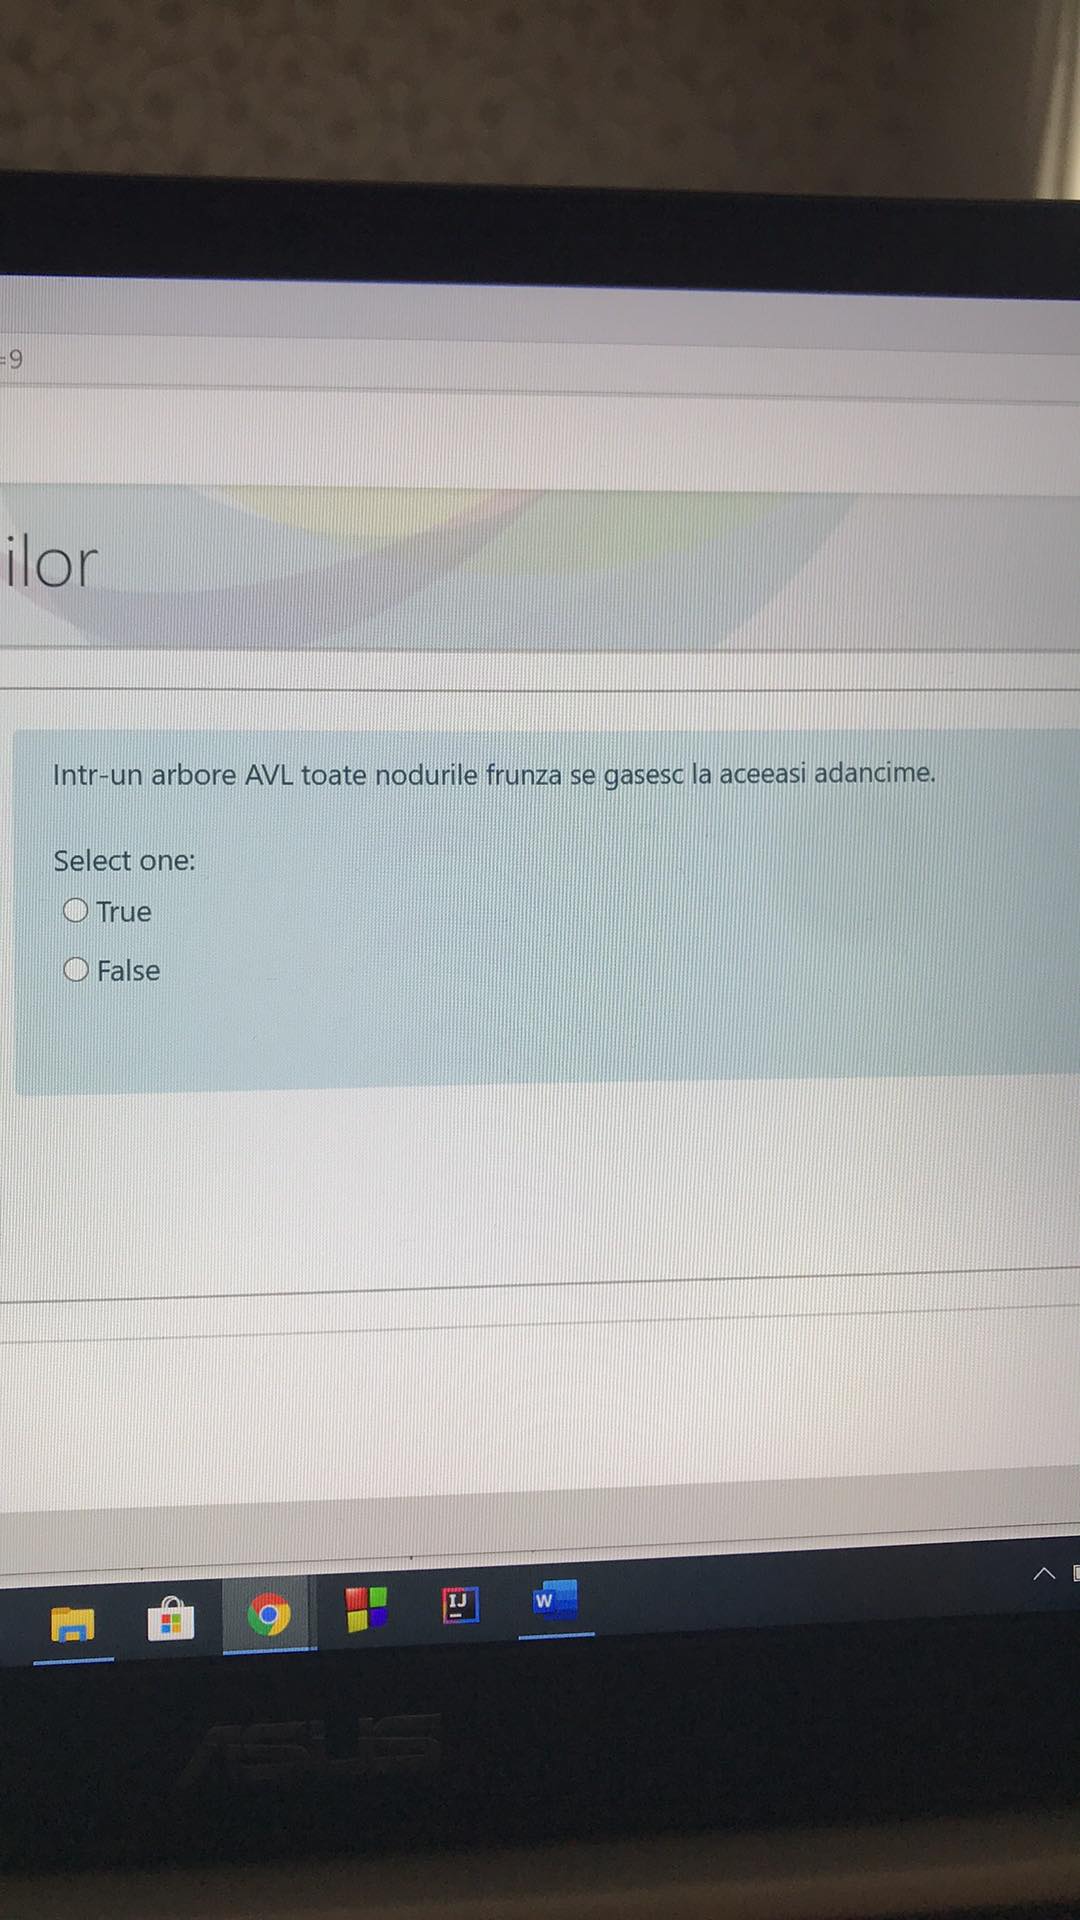 =9
ilor
Intr-un arbore AVL toate nodurile frunza se gasesc la aceeasi adancime.
Select one:
True
False
IJ
W
ASUS